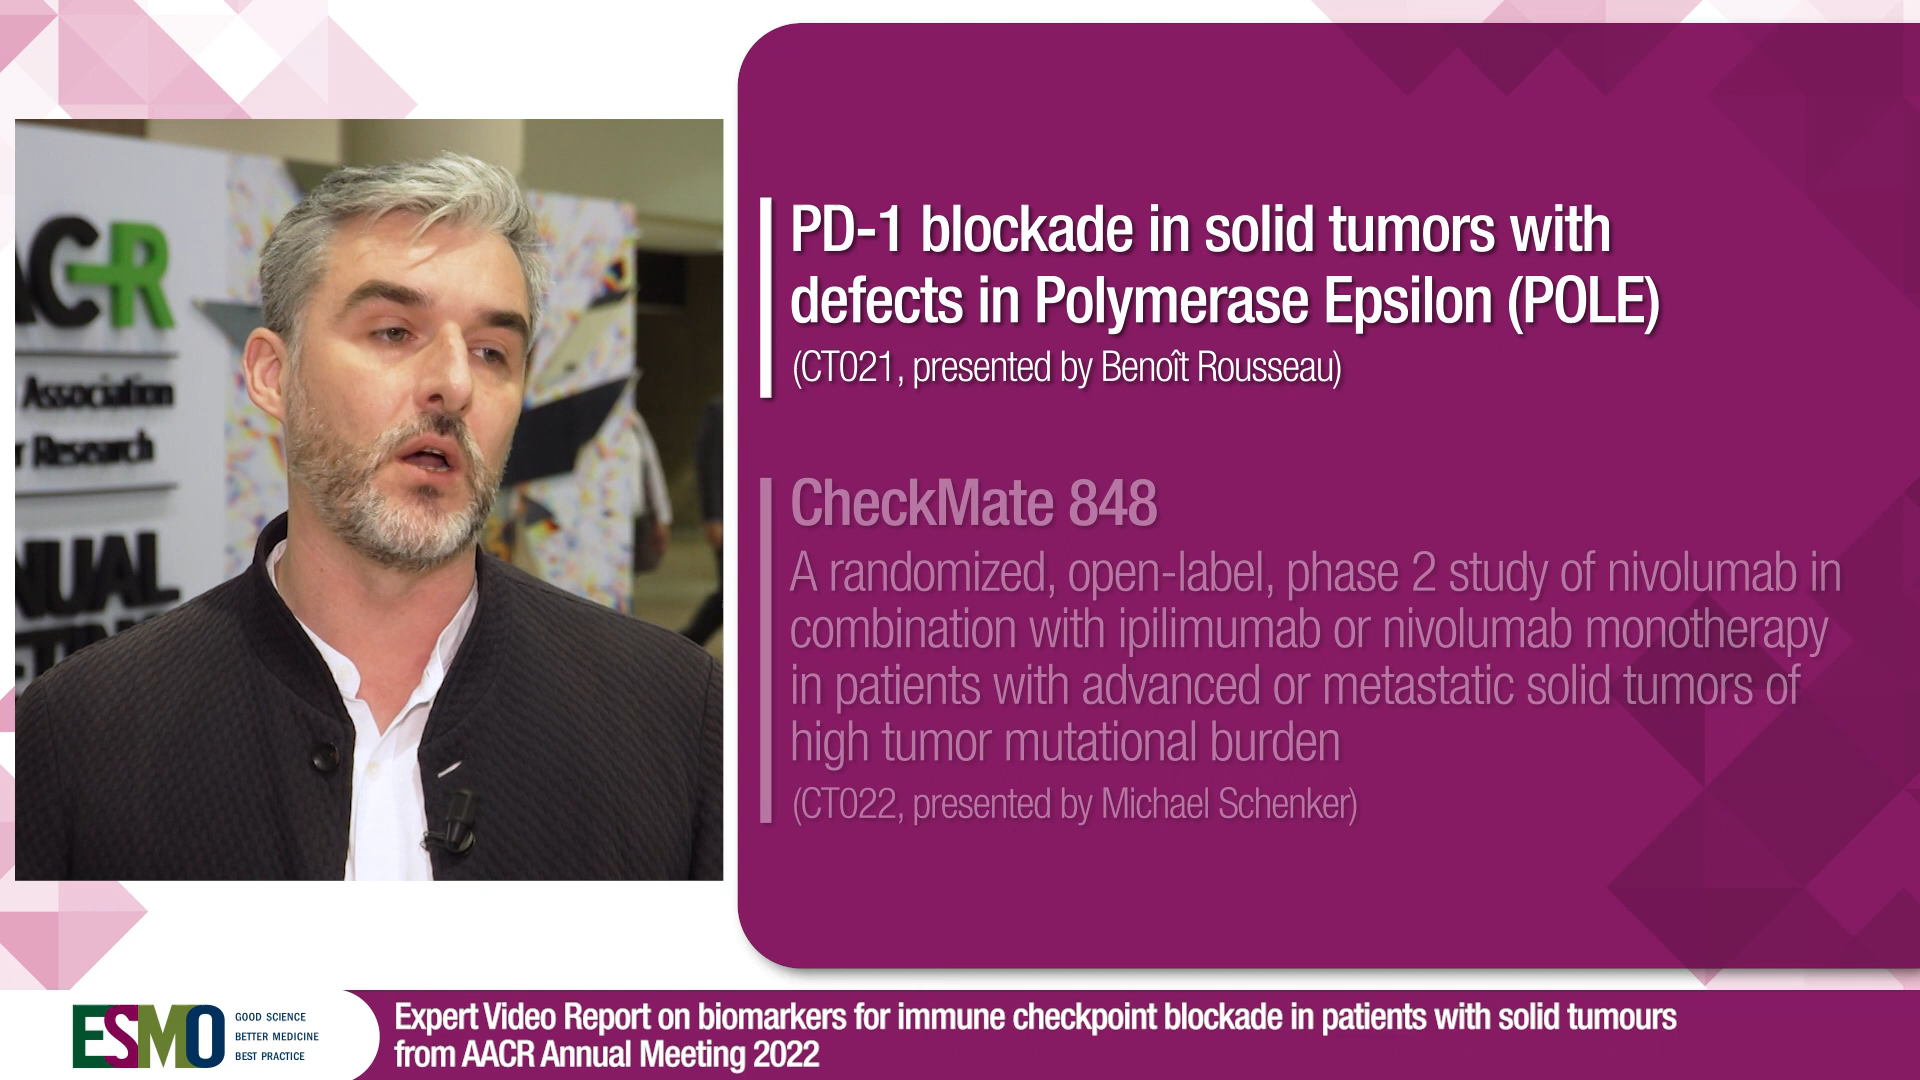 ACR
Association
r Research
NUAL
PD-1 blockade in solid tumors with
defects in Polymerase Epsilon (POLE)
(CT021, presented by Benoît Rousseau)
CheckMate 848
A randomized, open-label, phase 2 study of nivolumab in
combination with ipilimumab or nivolumab monotherapy
in patients with advanced or metastatic solid tumors of
high tumor mutational burden
(CT022, presented by Michael Schenker)
ESMO
GOOD SCIENCE
BETTER MEDICINE
BEST PRACTICE
Expert Video Report on biomarkers for immune checkpoint blockade in patients with solid tumours
from AACR Annual Meeting 2022